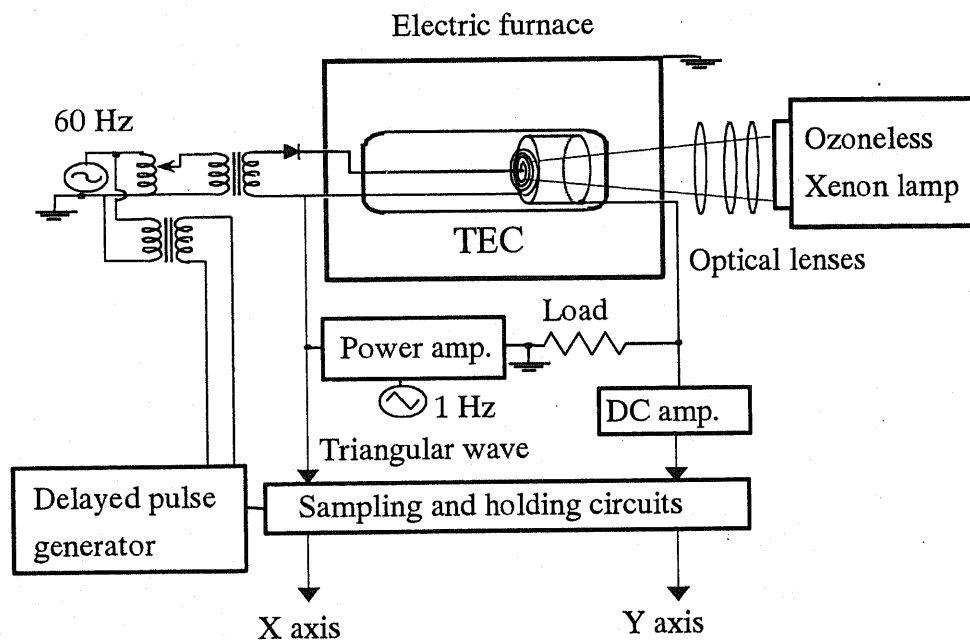 Electric furnace
60 Hz
Ozoneless
Xenon lamp
TEC
Optical lenses
Load
Power amp.
1 Hz
DC amp.
Triangular wave
Delayed pulse
generator
Sampling and holding circuits
X axis
Y axis